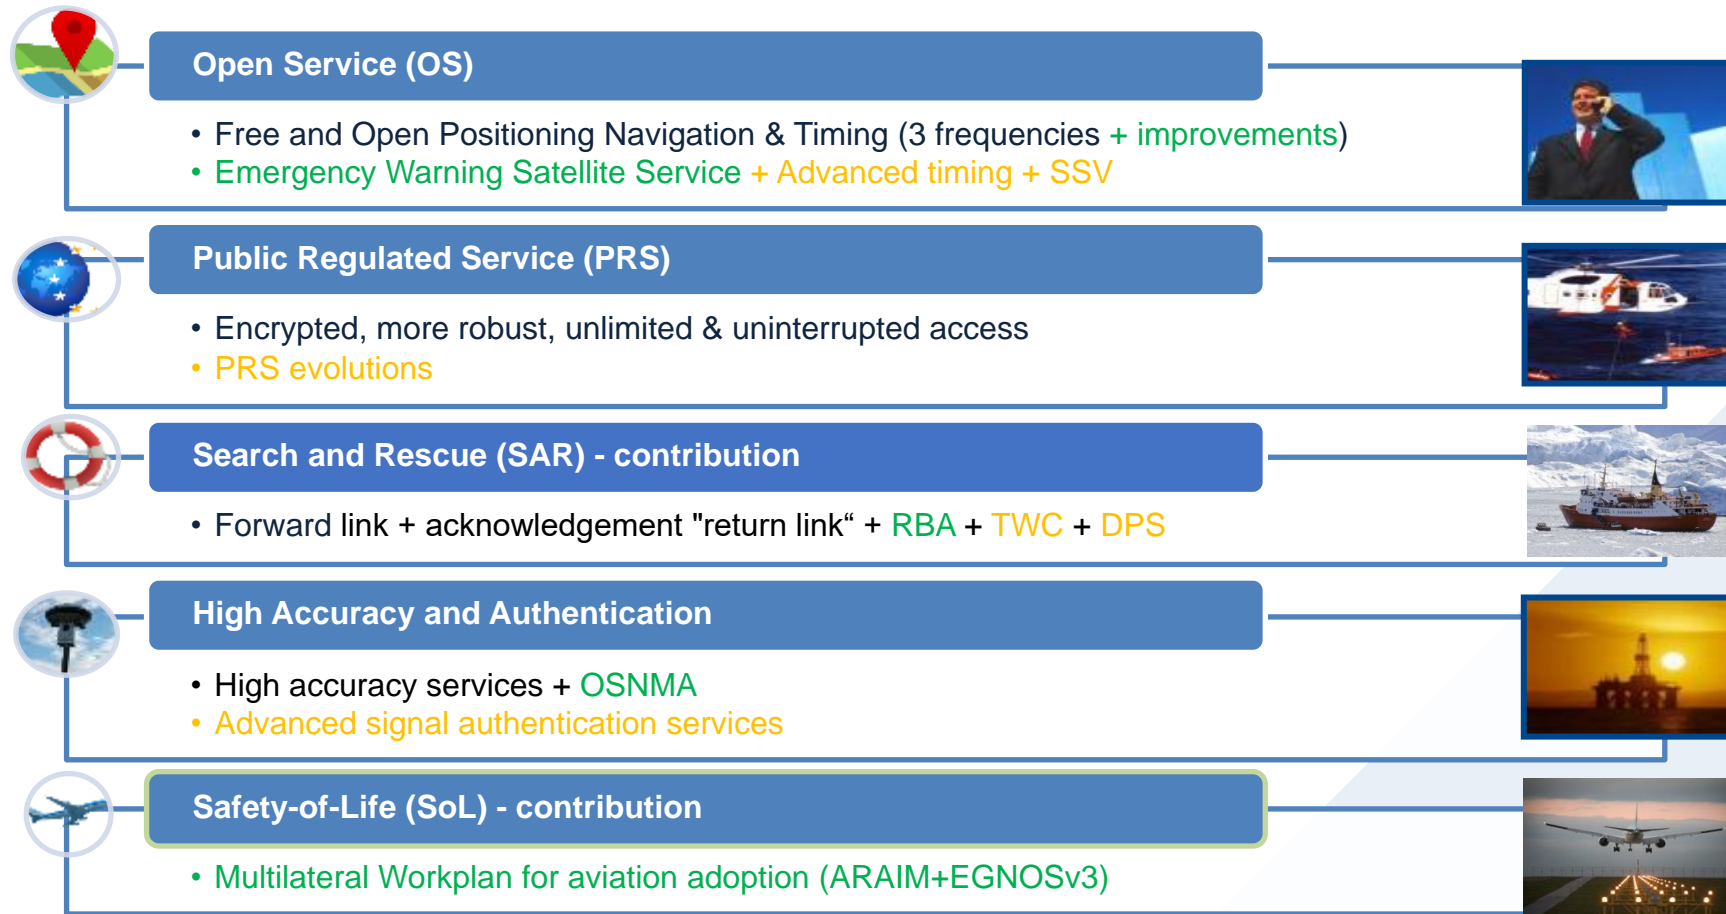 Open Service (OS)
• Free and Open Positioning Navigation & Timing (3 frequencies + improvements)
• Emergency Warning Satellite Service + Advanced timing + SSV
Public Regulated Service (PRS)
• Encrypted, more robust, unlimited & uninterrupted access
• PRS evolutions
Search and Rescue (SAR) - contribution
• Forward link + acknowledgement "return link“ + RBA + TWC + DPS
High Accuracy and Authentication
• High accuracy services + OSNMA
• Advanced signal authentication services
Safety-of-Life (SoL) - contribution
• Multilateral Workplan for aviation adoption (ARAIM+EGNOSv3)